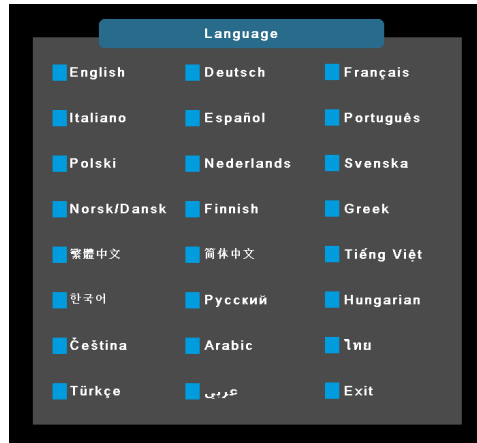 Language
English Deutsch Français
Italiano Español Português
Polski Nederlands Svenska
Norsk/Dansk Finnish Greek
繁體中文 简体中文 Tiếng Việt
한국어 Русский Hungarian
Čeština Arabic ไทย
Türkçe عربي Exit